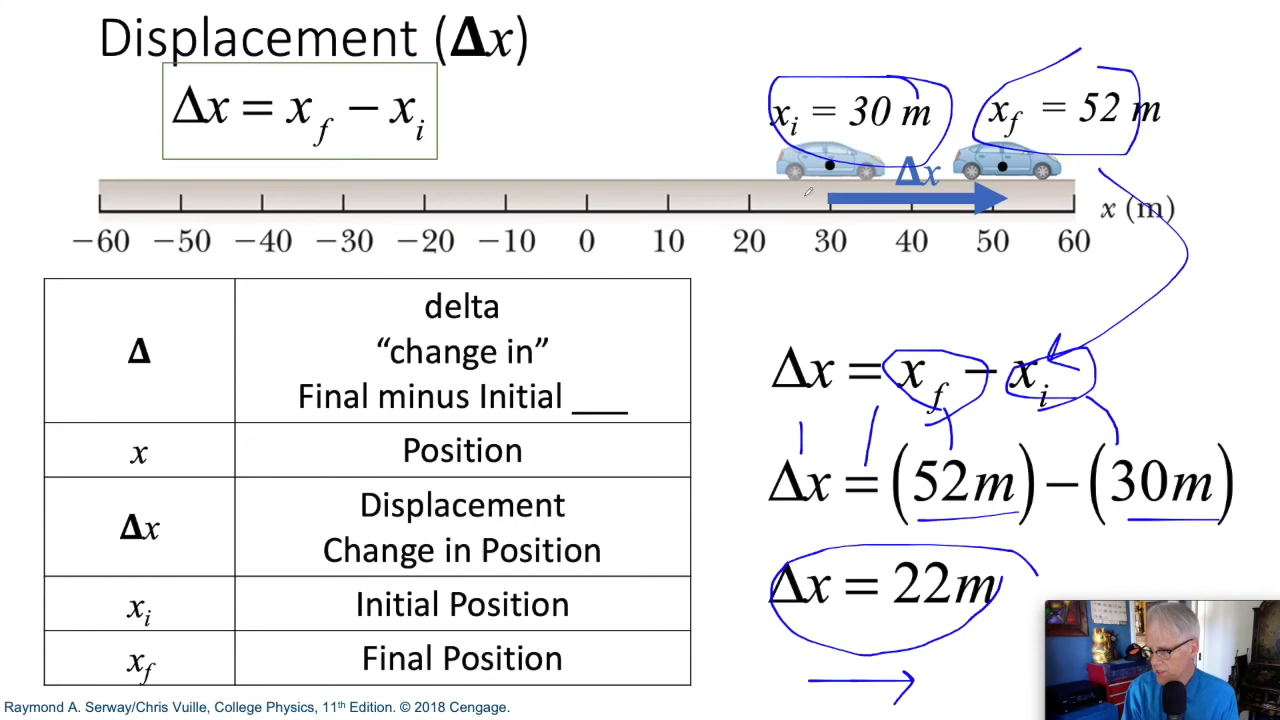 Displacement (Δx)
Δx = x_f − x_i
x_i = 30 m
x_f = 52 m
Δx
x (m)
−60 −50 −40 −30 −20 −10 0 10 20 30 40 50 60
Δ
delta
“change in”
Final minus Initial ___
x
Position
Δx
Displacement
Change in Position
x_i
Initial Position
x_f
Final Position
Δx = x_f − x_i
Δx = (52m) − (30m)
Δx = 22m
Raymond A. Serway/Chris Vuille, College Physics, 11th Edition. © 2018 Cengage.